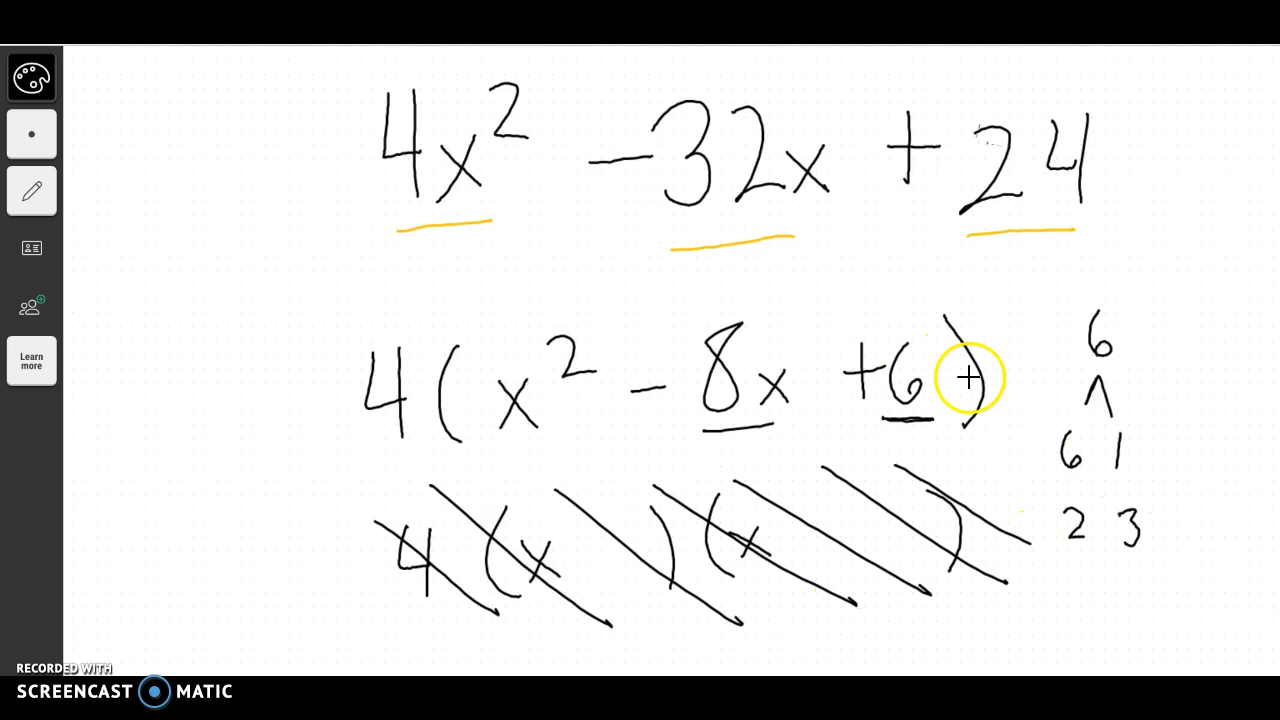 4x² - 32x + 24
4(x² - 8x + 6)
6
6 1
4(x )(x )
2 3
Learn more
RECORDED WITH
SCREENCAST MATIC